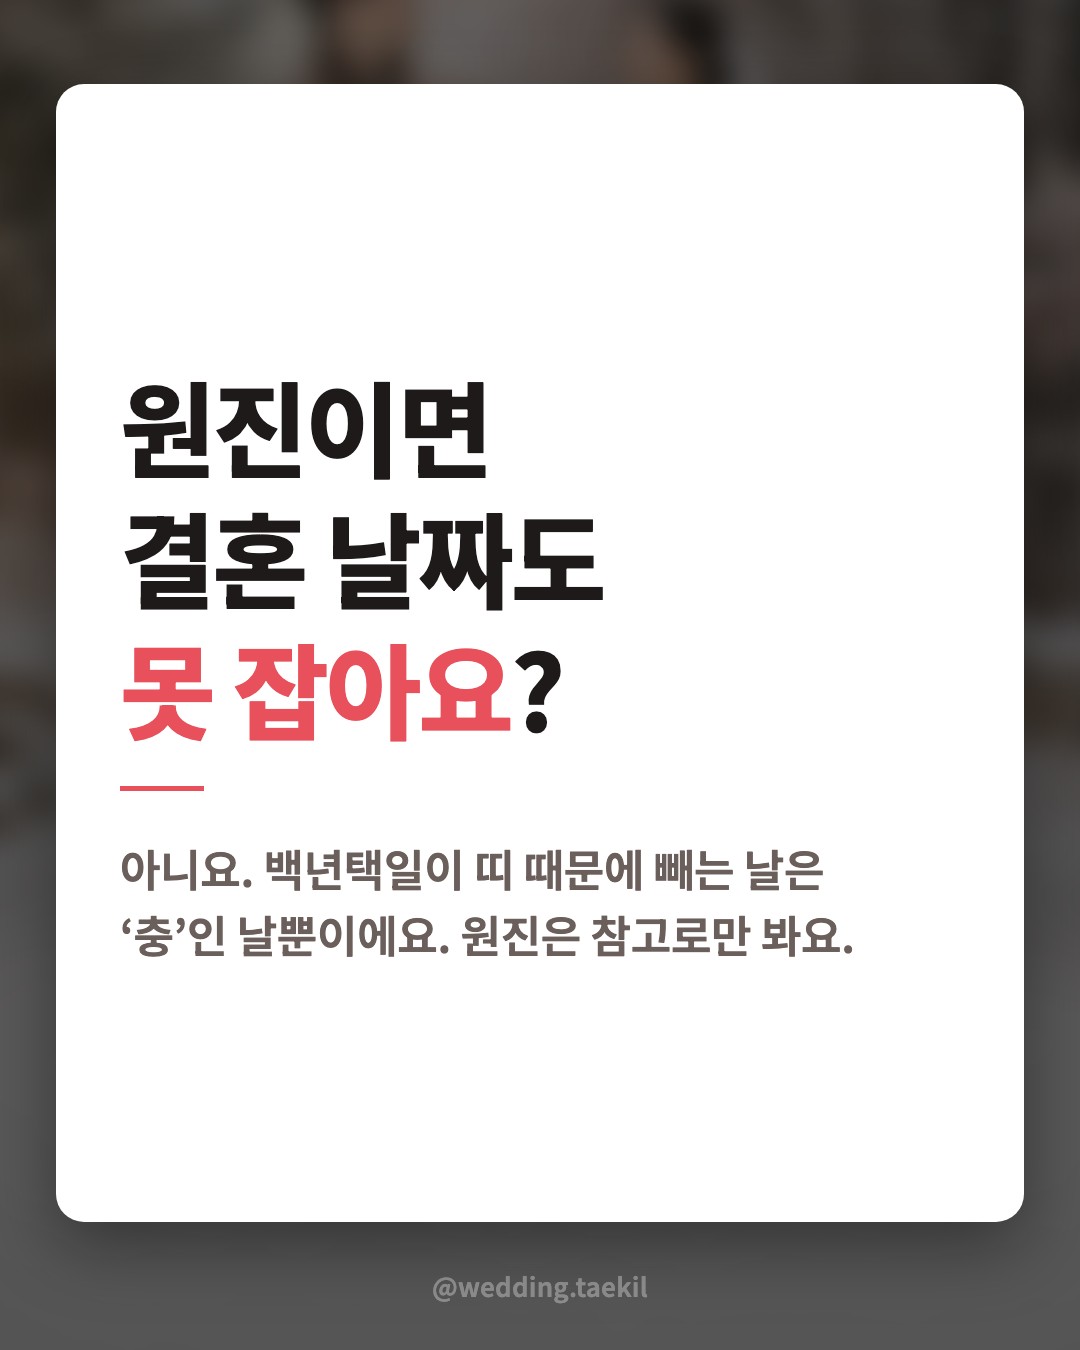 원진이면
결혼 날짜도
못 잡아요?
아니요. 백년택일이 띠 때문에 빼는 날은
‘충’인 날뿐이에요. 원진은 참고로만 봐요.
@wedding.taekil